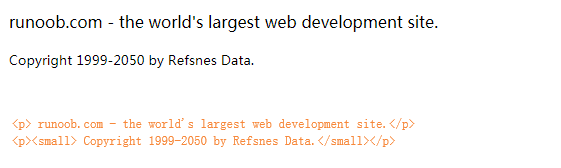 runoob.com - the world's largest web development site.
Copyright 1999-2050 by Refsnes Data.
<p> runoob.com - the world's largest web development site.</p>
<p><small> Copyright 1999-2050 by Refsnes Data.</small></p>